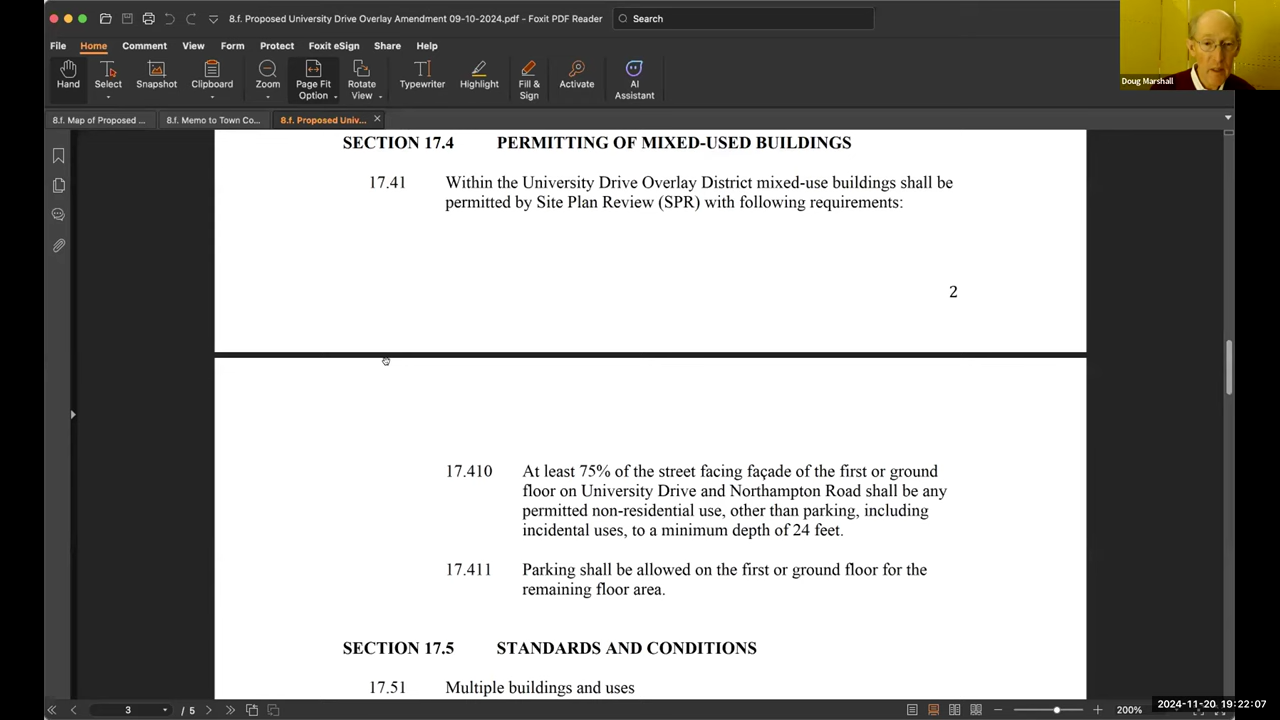 8.f. Proposed University Drive Overlay Amendment 09-10-2024.pdf - Foxit PDF Reader
Search
File Home Comment View Form Protect Foxit eSign Share Help
Hand Select Snapshot Clipboard Zoom Page Fit Option Rotate View Typewriter Highlight Fill & Sign Activate AI Assistant
Doug Marshall
8.f. Map of Proposed ... 8.f. Memo to Town Co... 8.f. Proposed Univ...
SECTION 17.4 PERMITTING OF MIXED-USED BUILDINGS
17.41 Within the University Drive Overlay District mixed-use buildings shall be
permitted by Site Plan Review (SPR) with following requirements:
2
17.410 At least 75% of the street facing façade of the first or ground
floor on University Drive and Northampton Road shall be any
permitted non-residential use, other than parking, including
incidental uses, to a minimum depth of 24 feet.
17.411 Parking shall be allowed on the first or ground floor for the
remaining floor area.
SECTION 17.5 STANDARDS AND CONDITIONS
17.51 Multiple buildings and uses
3 / 5 200%
2024-11-20 19:22:07